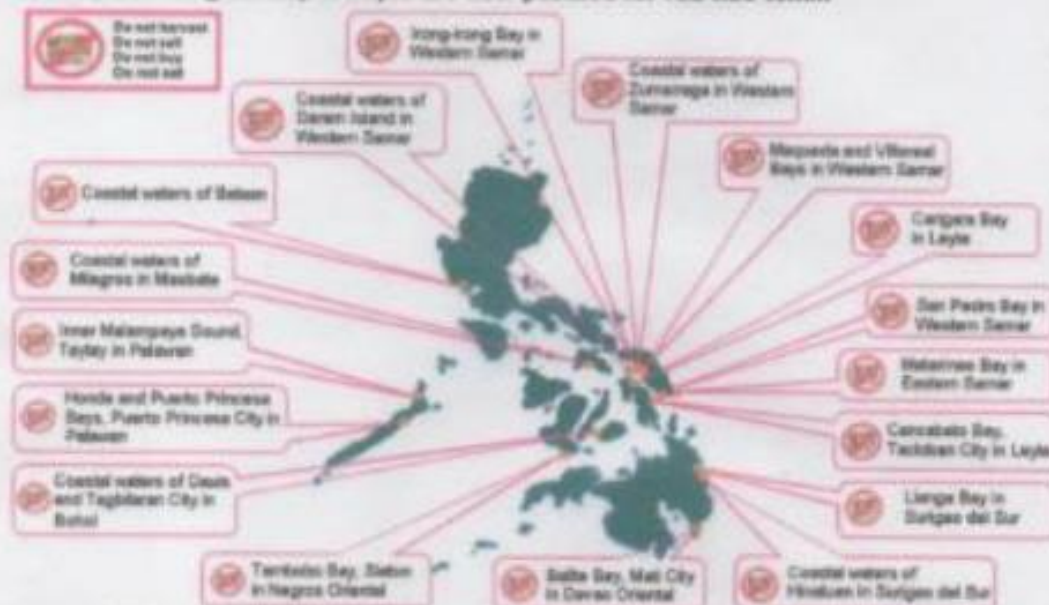 Do not harvest
Do not sell
Do not buy
Do not eat
Irong-Irong Bay in
Western Samar
Coastal waters of
Zumarraga in Western
Samar
Coastal waters of
Daram Island in
Western Samar
Maqueda and Villareal
Bays in Western Samar
Coastal waters of Bataan
Carigara Bay
in Leyte
Coastal waters of
Milagros in Masbate
San Pedro Bay in
Western Samar
Inner Malampaya Sound,
Taytay in Palawan
Matarinao Bay in
Eastern Samar
Honda and Puerto Princesa
Bays, Puerto Princesa City in
Palawan
Cancabato Bay,
Tacloban City in Leyte
Coastal waters of Dauis
and Tagbilaran City in
Bohol
Lianga Bay in
Surigao del Sur
Tambobo Bay, Siaton
in Negros Oriental
Balite Bay, Mati City
in Davao Oriental
Coastal waters of
Hinatuan in Surigao del Sur